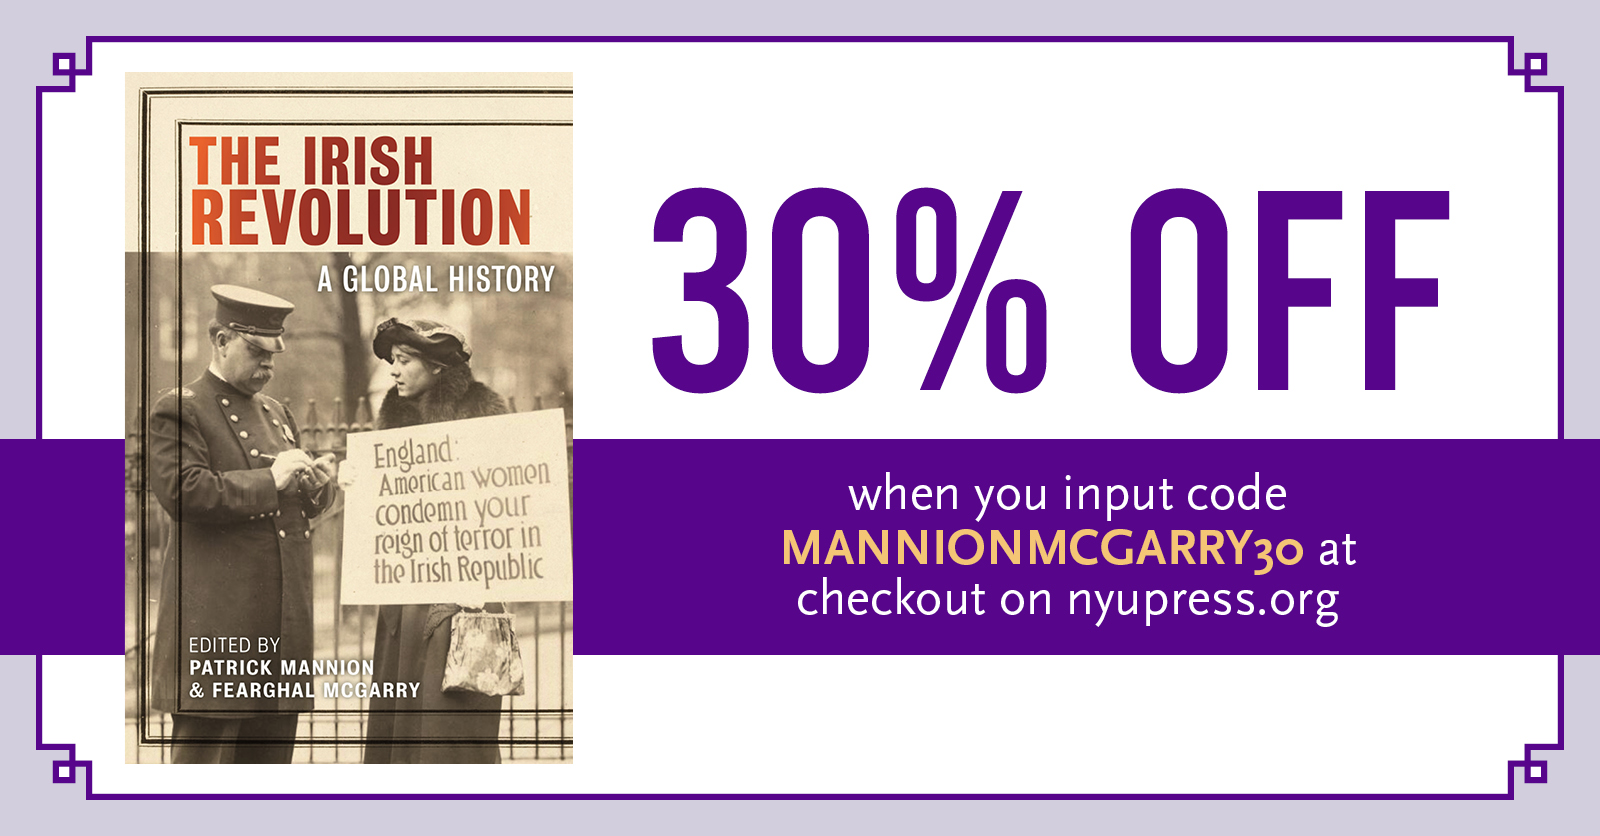 THE IRISH
REVOLUTION
A GLOBAL HISTORY
England:
American women
condemn your
reign of terror in
the Irish Republic
EDITED BY
PATRICK MANNION
& FEARGHAL MCGARRY
30% OFF
when you input code
MANNIONMCGARRY30 at
checkout on nyupress.org